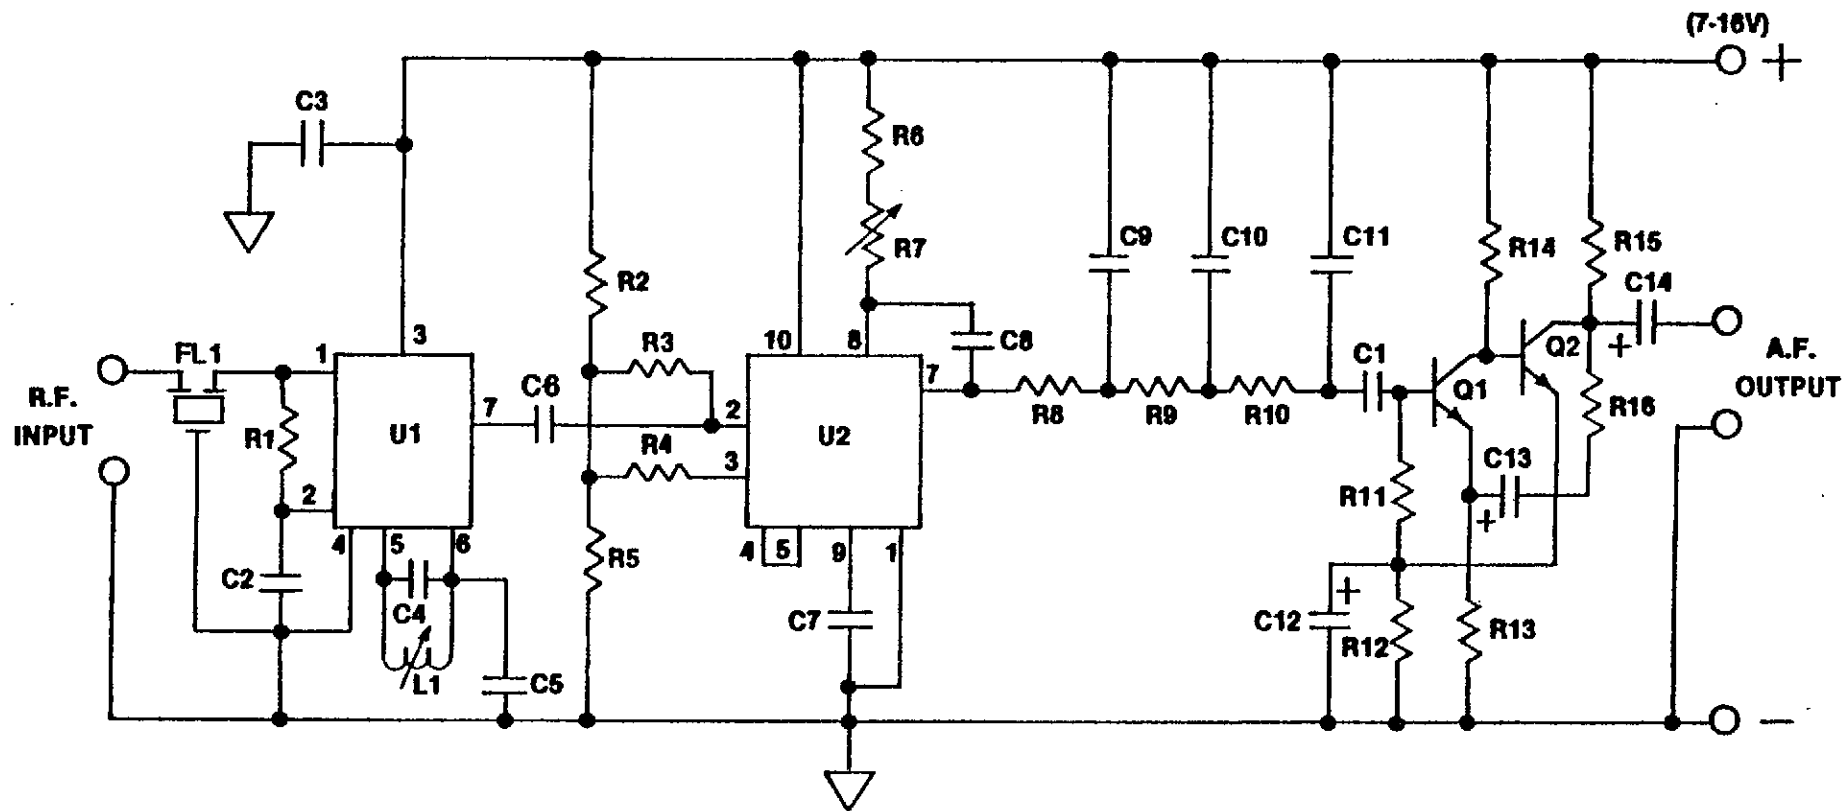 (7-16V)
+
C3
R6
R7
C9
C10
C11
R14
R15
C14
R2
3
10
8
C8
FL1
1
R3
C1
Q2
+
A.F.
OUTPUT
R.F.
INPUT
R1
U1
7
C6
2
U2
7
R8
R9
R10
Q1
R16
2
R4
3
C13
+
R11
4
5
6
4
5
9
1
R5
C2
C4
L1
C5
C7
C12
+
R12
R13
−